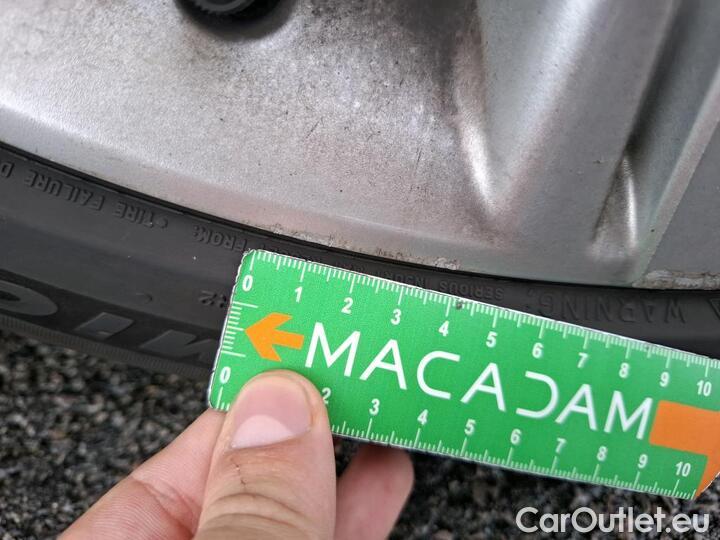 TIRE FAILURE D
FROM:
SERIOUS
WARNING:
0 1 2 3 4 5 6 7 8 9 10
MACADAM
0 2 3 4 5 6 7 8 9 10
CarOutlet.eu